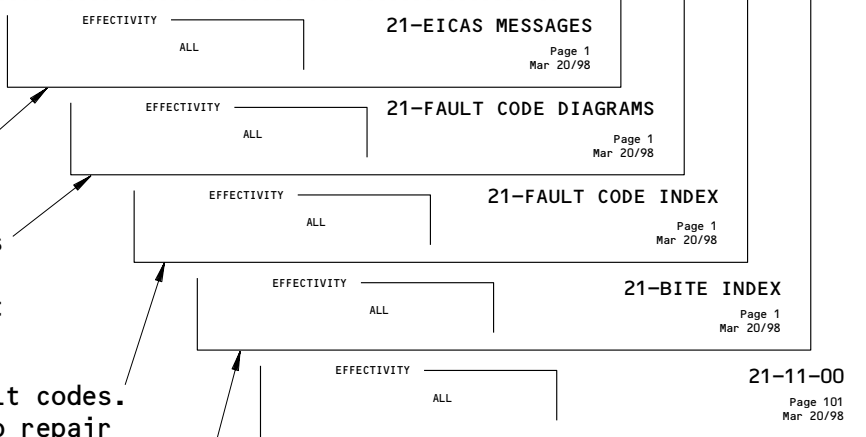 EFFECTIVITY
ALL
21-EICAS MESSAGES
Page 1
Mar 20/98
EFFECTIVITY
ALL
21-FAULT CODE DIAGRAMS
Page 1
Mar 20/98
EFFECTIVITY
ALL
21-FAULT CODE INDEX
Page 1
Mar 20/98
EFFECTIVITY
ALL
21-BITE INDEX
Page 1
Mar 20/98
EFFECTIVITY
ALL
21-11-00
Page 101
Mar 20/98
codes.
repair